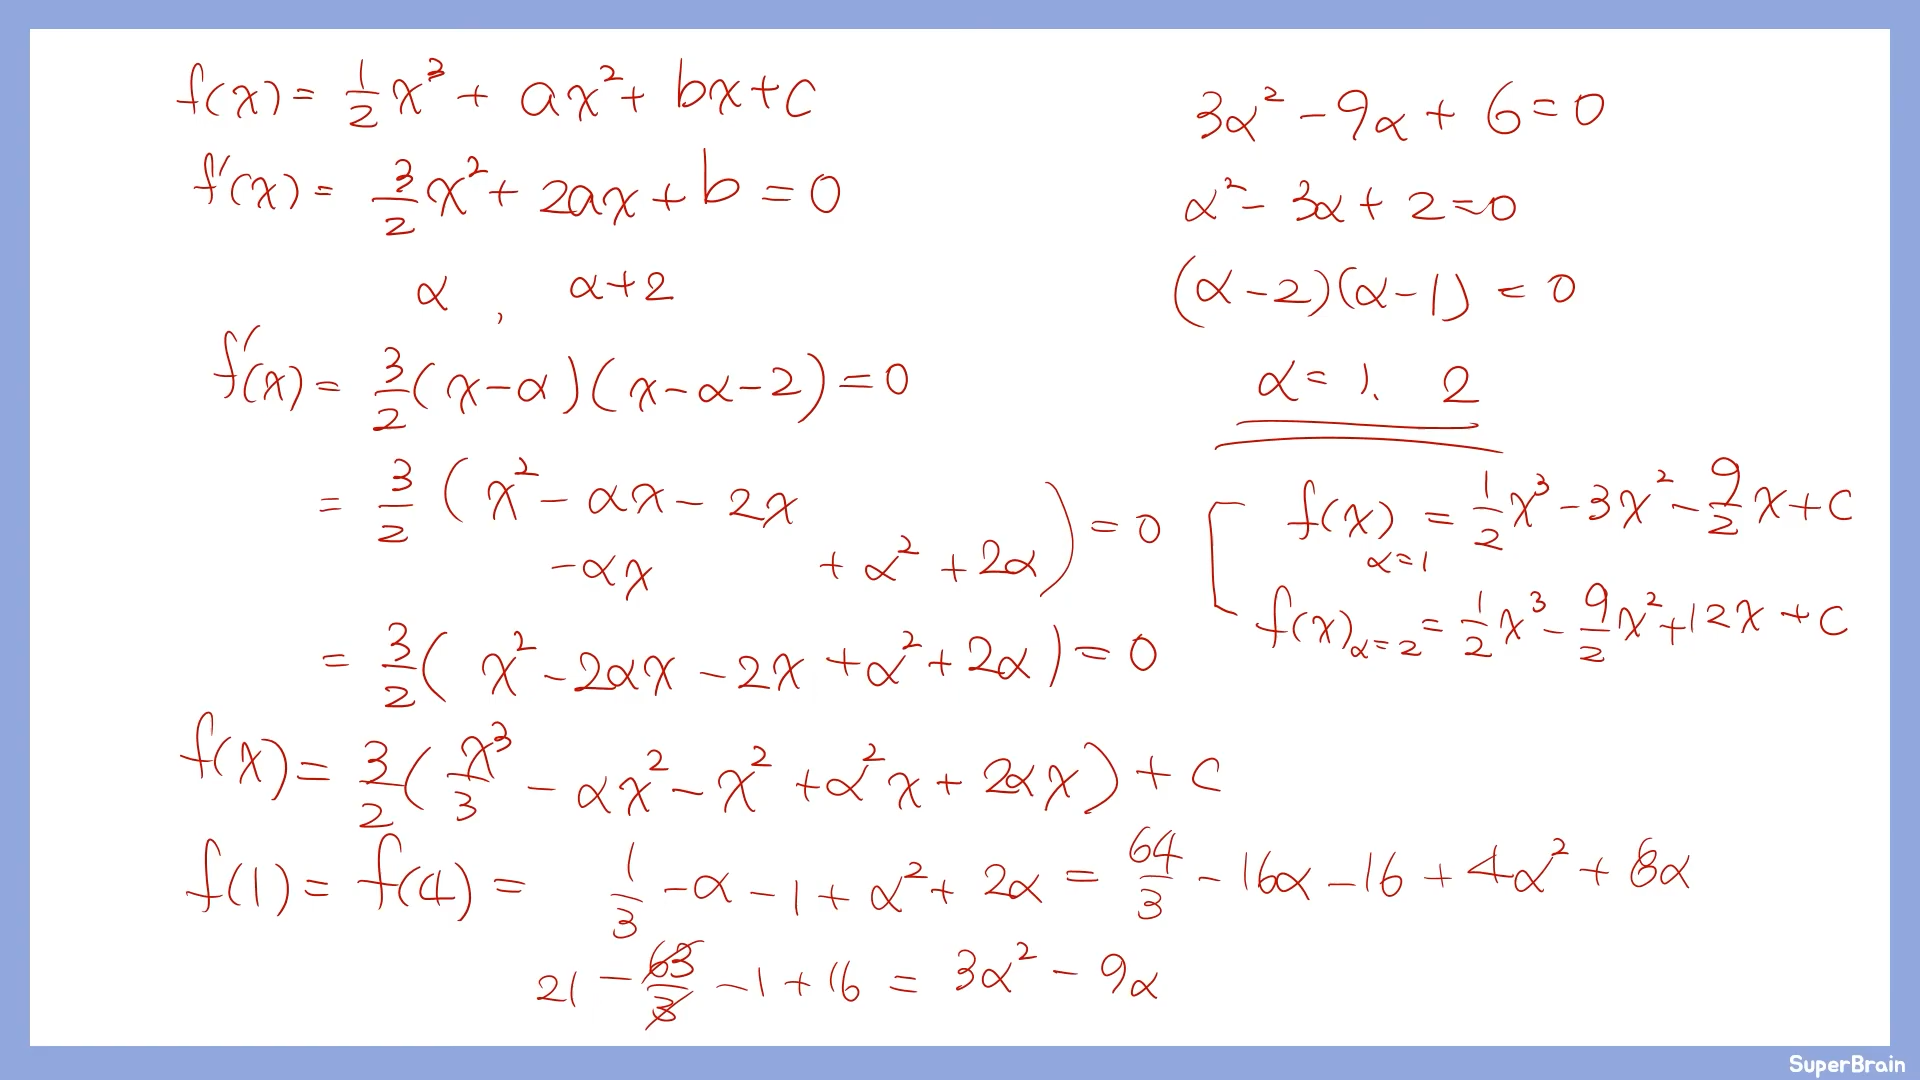 f(x) = 1/2 x³ + ax² + bx + c
f'(x) = 3/2 x² + 2ax + b = 0
α , α+2
f'(x) = 3/2 (x-α)(x-α-2) = 0
= 3/2 ( x² - αx - 2x
-αx + α² + 2α ) = 0
= 3/2 ( x² - 2αx - 2x + α² + 2α ) = 0
f(x) = 3/2 ( x³/3 - αx² - x² + α²x + 2αx ) + c
f(1) = f(4) = 1/3 - α - 1 + α² + 2α = 64/3 - 16α - 16 + 4α² + 8α
21 - 63/3 - 1 + 16 = 3α² - 9α
3α² - 9α + 6 = 0
α² - 3α + 2 = 0
(α-2)(α-1) = 0
α = 1, 2
f(x) α=1 = 1/2 x³ - 3x² - 9/2 x + c
f(x) α=2 = 1/2 x³ - 9/2 x² + 12x + c
SuperBrain